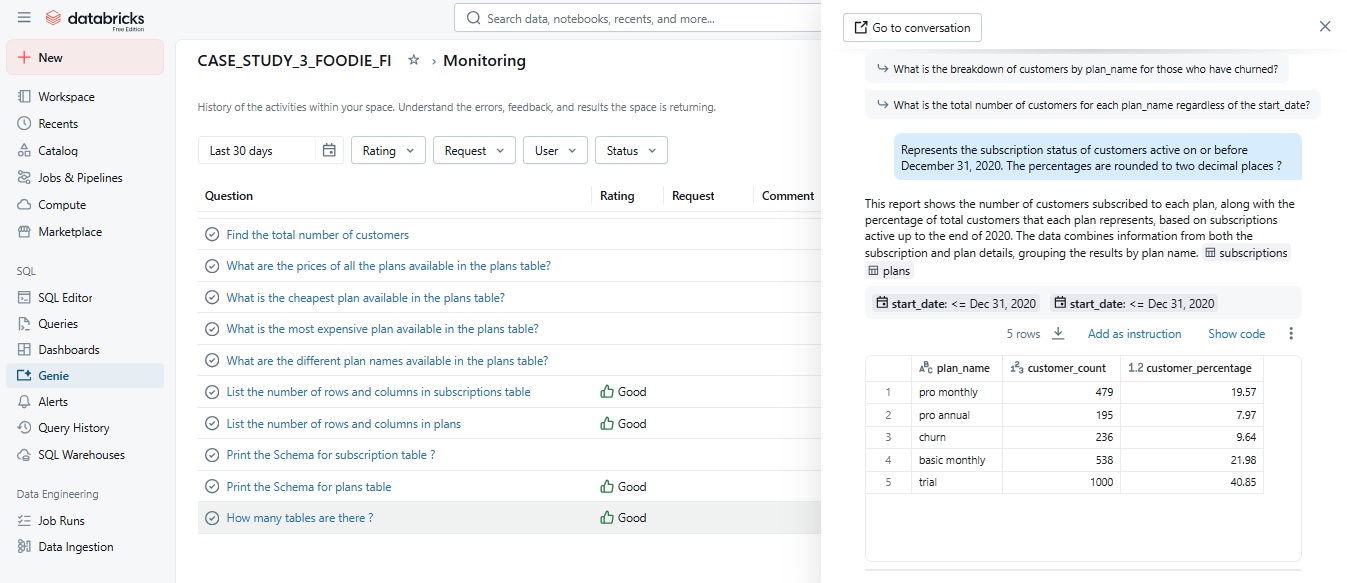 databricks
Free Edition
Search data, notebooks, recents, and more...
New
Workspace
Recents
Catalog
Jobs & Pipelines
Compute
Marketplace
SQL
SQL Editor
Queries
Dashboards
Genie
Alerts
Query History
SQL Warehouses
Data Engineering
Job Runs
Data Ingestion
CASE_STUDY_3_FOODIE_FI › Monitoring
History of the activities within your space. Understand the errors, feedback, and results the space is returning.
Last 30 days Rating Request User Status
Question Rating Request Comment
Find the total number of customers
What are the prices of all the plans available in the plans table?
What is the cheapest plan available in the plans table?
What is the most expensive plan available in the plans table?
What are the different plan names available in the plans table?
List the number of rows and columns in subscriptions table Good
List the number of rows and columns in plans Good
Print the Schema for subscription table ?
Print the Schema for plans table Good
How many tables are there ? Good
Go to conversation
What is the breakdown of customers by plan_name for those who have churned?
What is the total number of customers for each plan_name regardless of the start_date?
Represents the subscription status of customers active on or before
December 31, 2020. The percentages are rounded to two decimal places ?
This report shows the number of customers subscribed to each plan, along with the
percentage of total customers that each plan represents, based on subscriptions
active up to the end of 2020. The data combines information from both the
subscription and plan details, grouping the results by plan name. subscriptions
plans
start_date: <= Dec 31, 2020 start_date: <= Dec 31, 2020
5 rows Add as instruction Show code
ABC plan_name 123 customer_count 1.2 customer_percentage
1 pro monthly 479 19.57
2 pro annual 195 7.97
3 churn 236 9.64
4 basic monthly 538 21.98
5 trial 1000 40.85